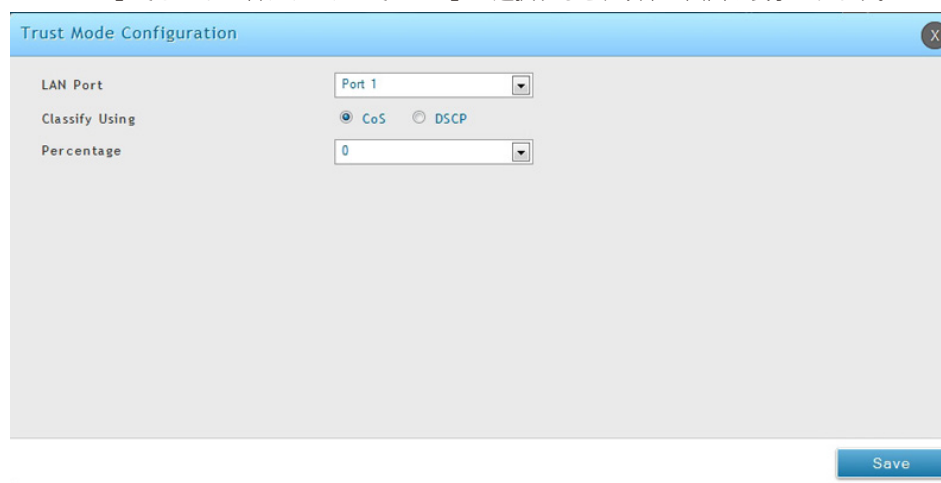 Trust Mode Configuration X
LAN Port Port 1
Classify Using CoS DSCP
Percentage 0
Save